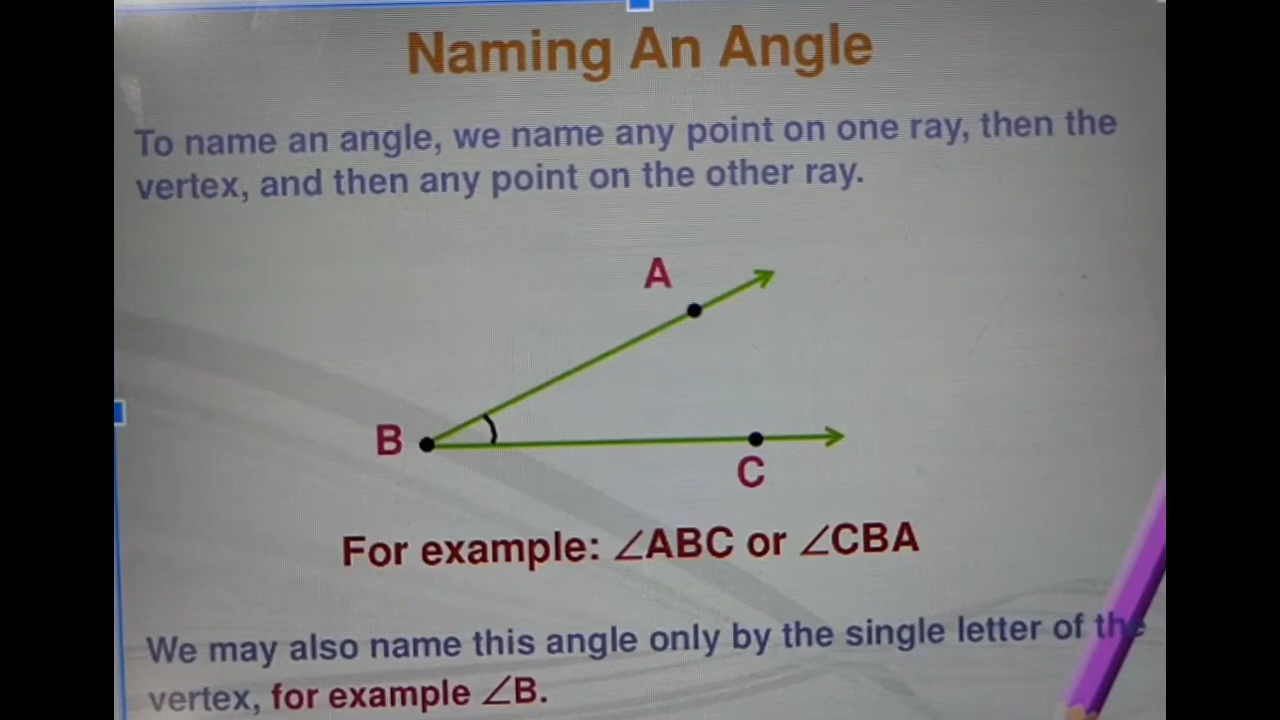 Naming An Angle
To name an angle, we name any point on one ray, then the
vertex, and then any point on the other ray.
A
B
C
For example: ∠ABC or ∠CBA
We may also name this angle only by the single letter of the
vertex, for example ∠B.